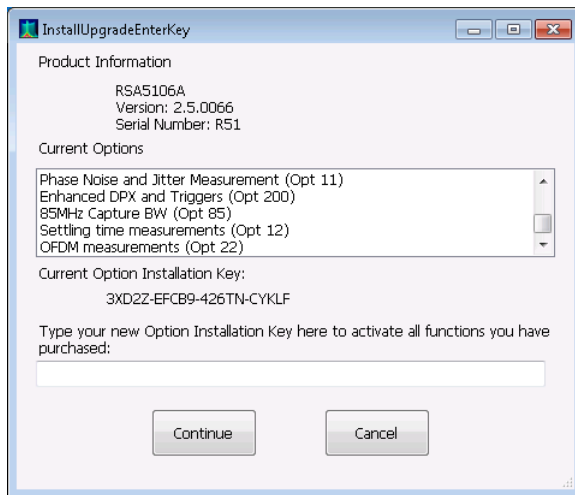 InstallUpgradeEnterKey
Product Information
RSA5106A
Version: 2.5.0066
Serial Number: R51
Current Options
Phase Noise and Jitter Measurement (Opt 11)
Enhanced DPX and Triggers (Opt 200)
85MHz Capture BW (Opt 85)
Settling time measurements (Opt 12)
OFDM measurements (Opt 22)
Current Option Installation Key:
3XD2Z-EFCB9-426TN-CYKLF
Type your new Option Installation Key here to activate all functions you have
purchased:
Continue
Cancel